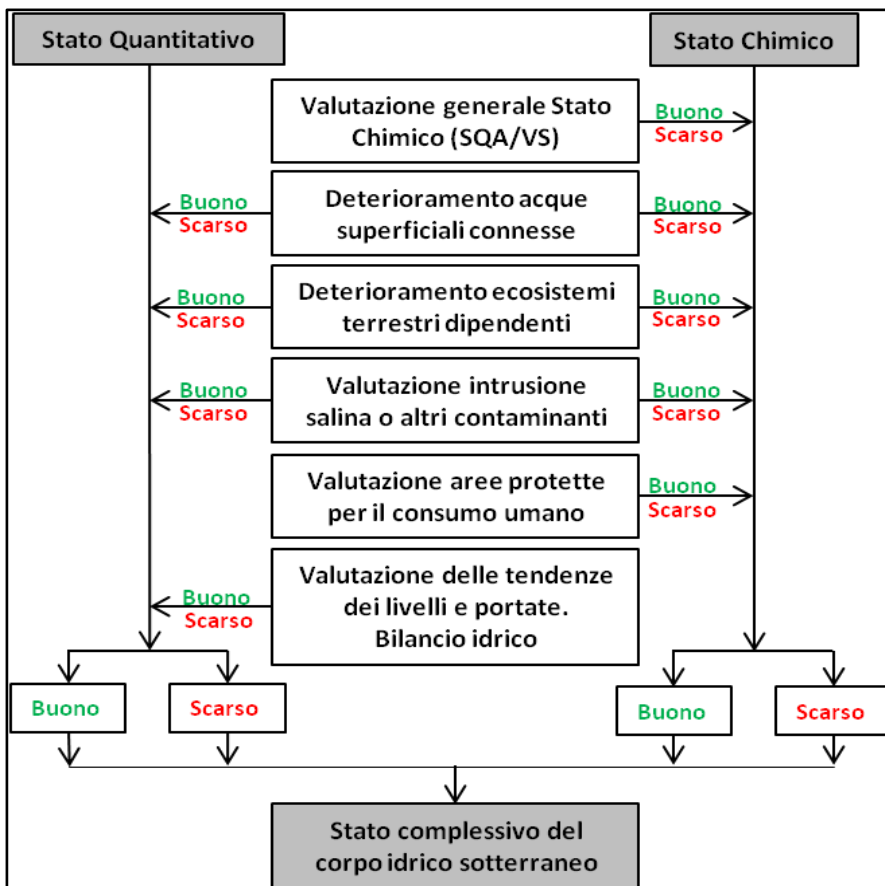 Stato Quantitativo
Stato Chimico
Valutazione generale Stato
Chimico (SQA/VS)
Buono
Scarso
Buono
Scarso
Deterioramento acque
superficiali connesse
Buono
Scarso
Buono
Scarso
Deterioramento ecosistemi
terrestri dipendenti
Buono
Scarso
Buono
Scarso
Valutazione intrusione
salina o altri contaminanti
Buono
Scarso
Valutazione aree protette
per il consumo umano
Buono
Scarso
Buono
Scarso
Valutazione delle tendenze
dei livelli e portate.
Bilancio idrico
Buono
Scarso
Buono
Scarso
Stato complessivo del
corpo idrico sotterraneo